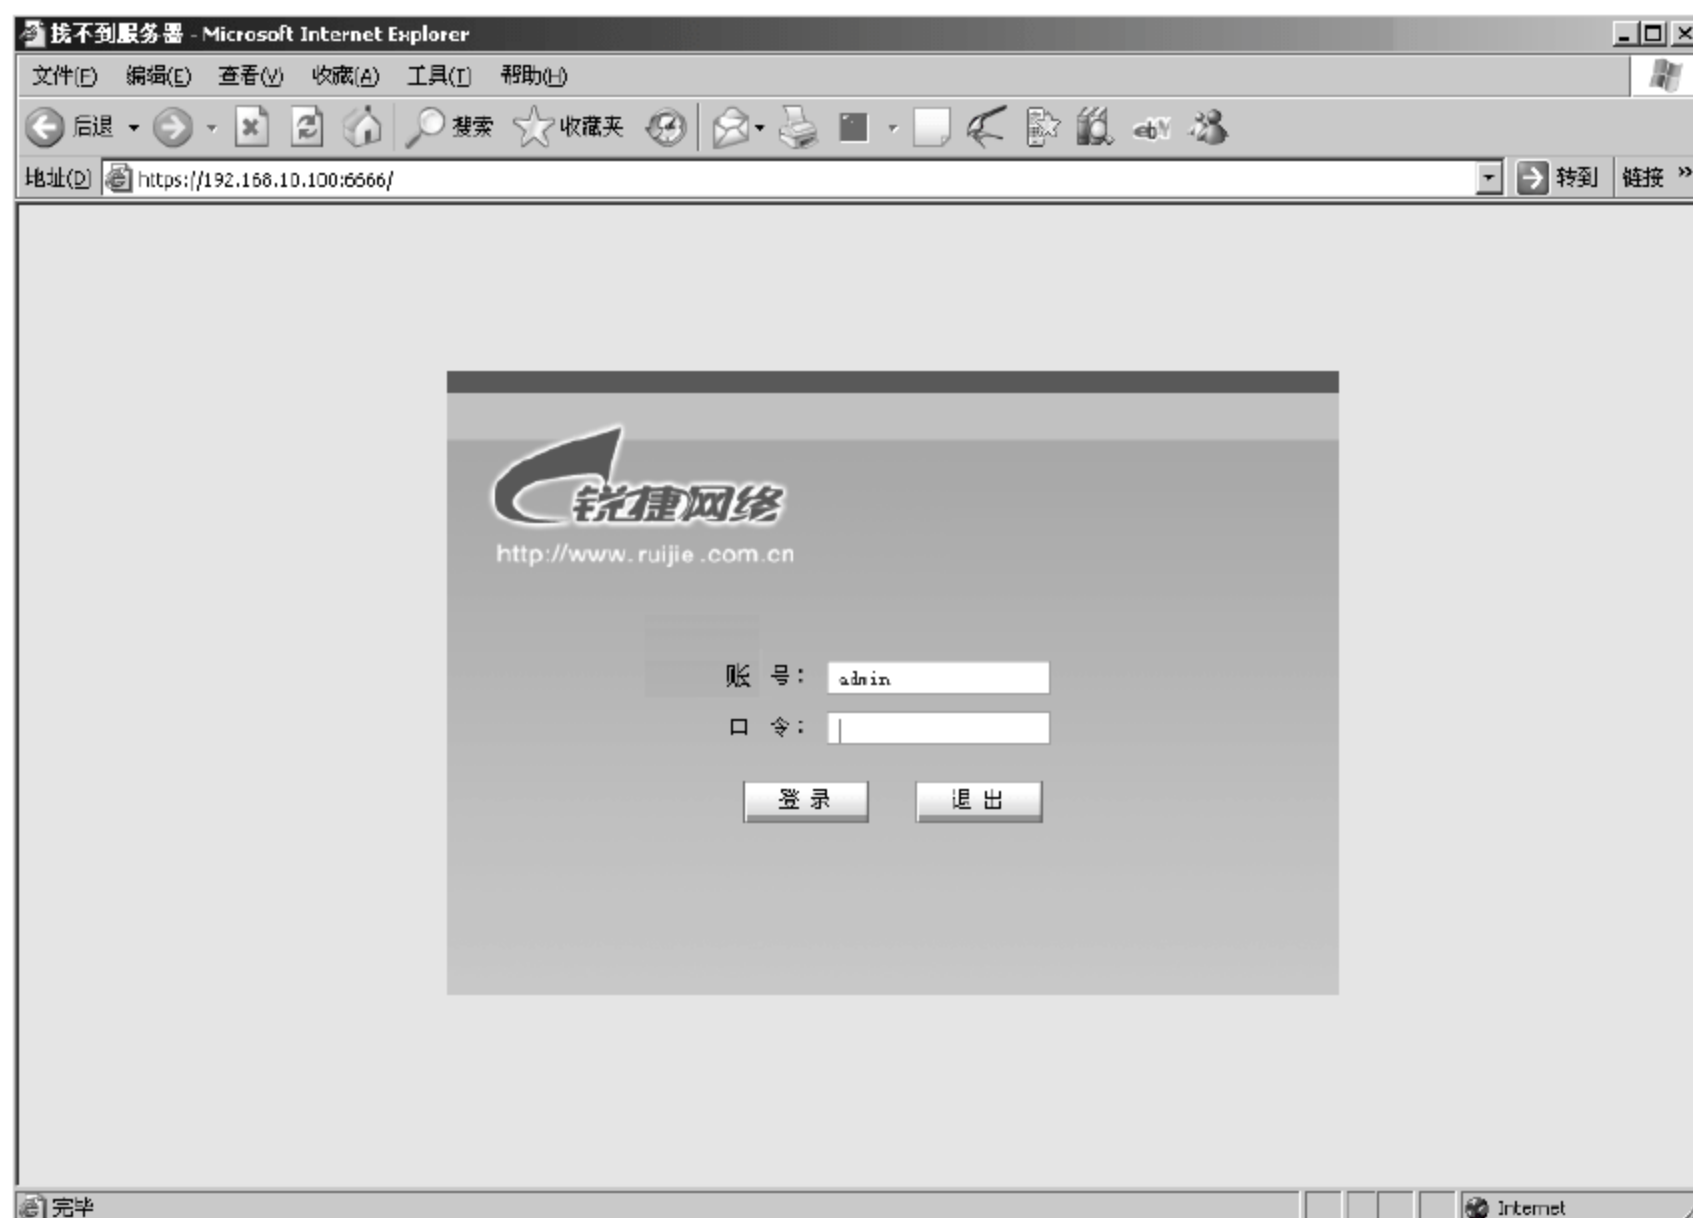 找不到服务器 - Microsoft Internet Explorer
文件(F) 编辑(E) 查看(V) 收藏(A) 工具(T) 帮助(H)
后退 搜索 收藏夹 ebY
地址(D) https://192.168.10.100:6666/ 转到 链接 »
锐捷网络
http://www.ruijie.com.cn
账 号： admin
口 令：
登 录 退 出
完毕 Internet